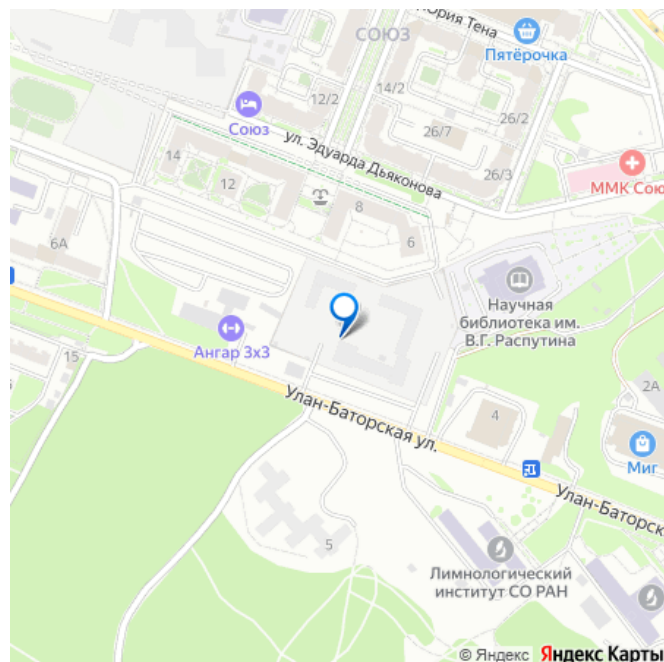 Юрия Тена
СОЮЗ
Пятёрочка
14/2
12/2
26/2
Союз
26/7
ул. Эдуарда Дьяконова
14
26/3
12
ММК Сою
8
6
6А
Научная
библиотека им.
В.Г. Распутина
Ангар 3х3
15
2А
Улан-Баторская ул.
4
Миг
Улан-Баторск
5
Лимнологический
институт СО РАН
© Яндекс Яндекс Карты